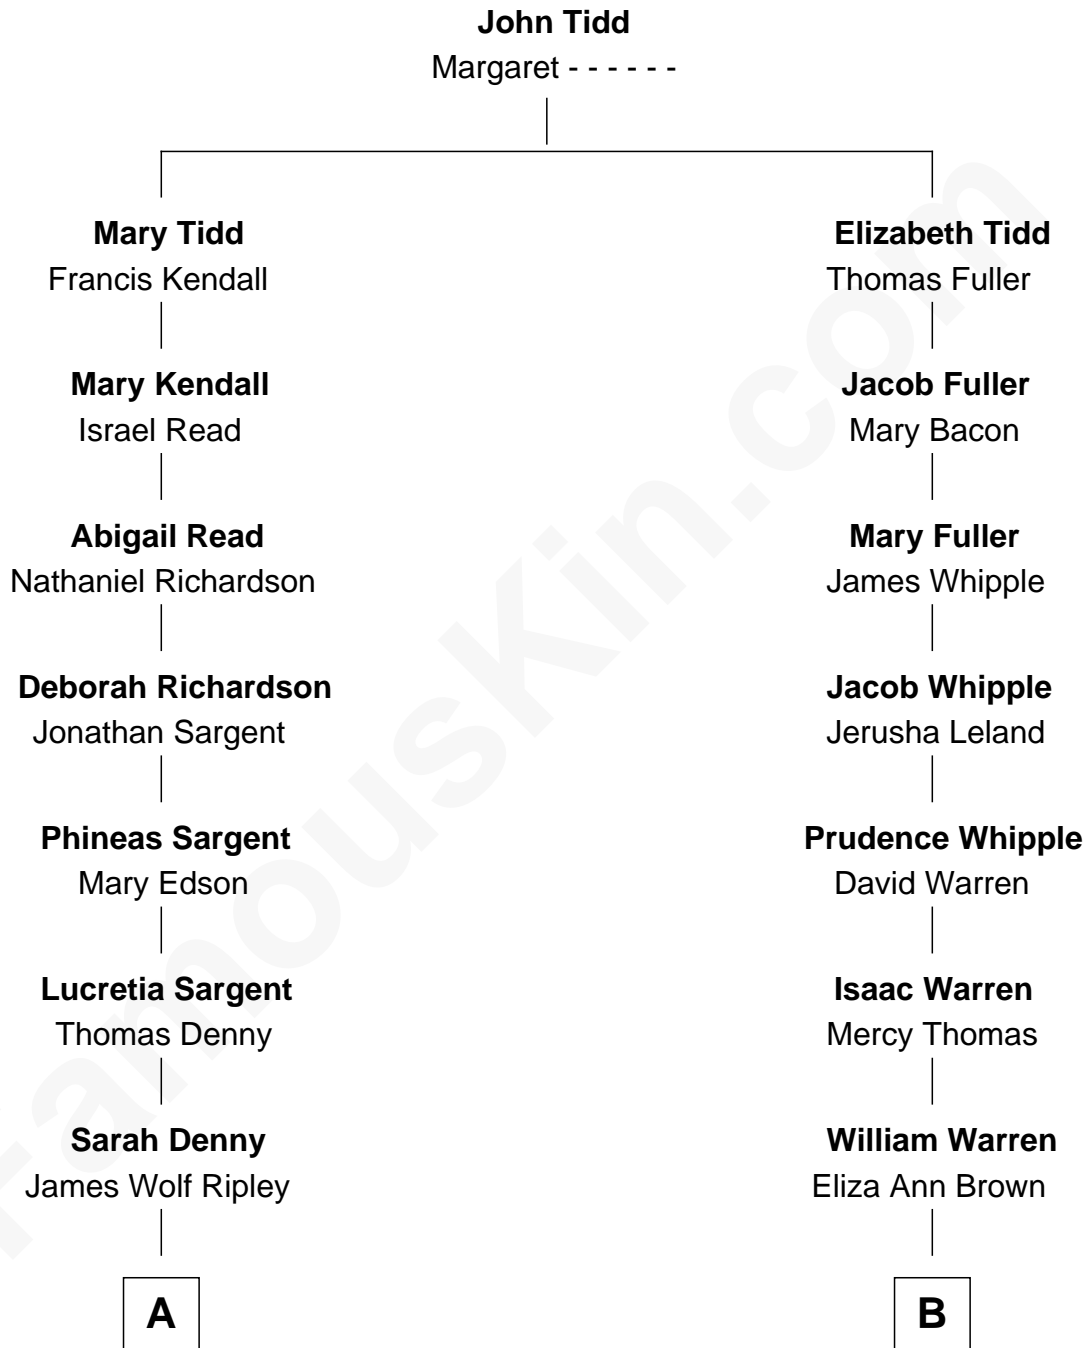 John Tidd
Margaret - - - - - -
Mary Tidd
Francis Kendall
Elizabeth Tidd
Thomas Fuller
Mary Kendall
Israel Read
Jacob Fuller
Mary Bacon
Abigail Read
Nathaniel Richardson
Mary Fuller
James Whipple
Deborah Richardson
Jonathan Sargent
Jacob Whipple
Jerusha Leland
Phineas Sargent
Mary Edson
Prudence Whipple
David Warren
Lucretia Sargent
Thomas Denny
Isaac Warren
Mercy Thomas
Sarah Denny
James Wolf Ripley
William Warren
Eliza Ann Brown
A
B
FamousKin.com